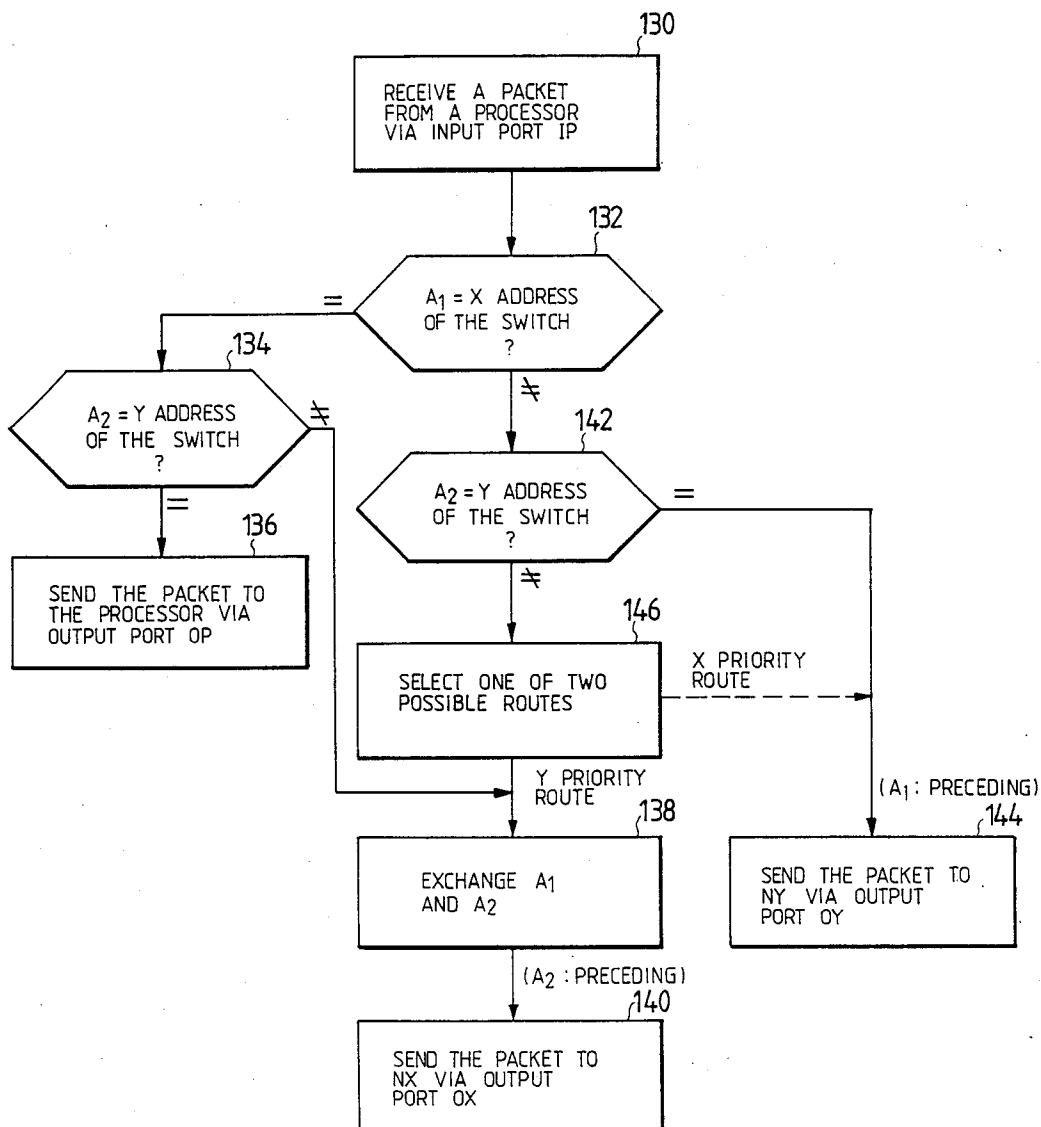 130
RECEIVE A PACKET
FROM A PROCESSOR
VIA INPUT PORT IP
132
A1 = X ADDRESS
OF THE SWITCH
?
=
≠
134
A2 = Y ADDRESS
OF THE SWITCH
?
≠
=
142
A2 = Y ADDRESS
OF THE SWITCH
?
=
≠
136
SEND THE PACKET TO
THE PROCESSOR VIA
OUTPUT PORT OP
146
SELECT ONE OF TWO
POSSIBLE ROUTES
X PRIORITY
ROUTE
Y PRIORITY
ROUTE
(A1 : PRECEDING)
138
EXCHANGE A1
AND A2
144
SEND THE PACKET TO
NY VIA OUTPUT
PORT OY
(A2 : PRECEDING)
140
SEND THE PACKET TO
NX VIA OUTPUT
PORT OX